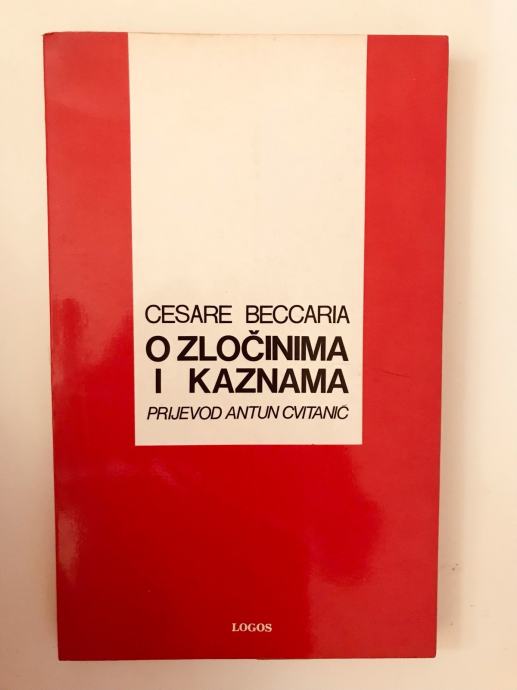 CESARE BECCARIA
O ZLOČINIMA
I KAZNAMA
PRIJEVOD ANTUN CVITANIĆ
LOGOS